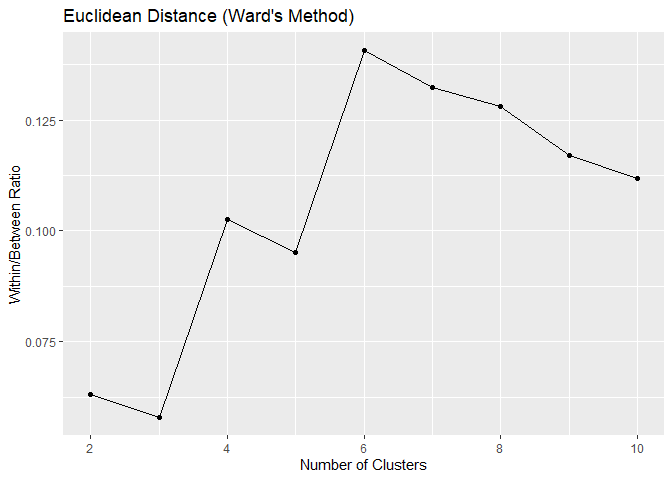 Euclidean Distance (Ward's Method)
Within/Between Ratio
0.125
0.100
0.075
2
4
6
8
10
Number of Clusters